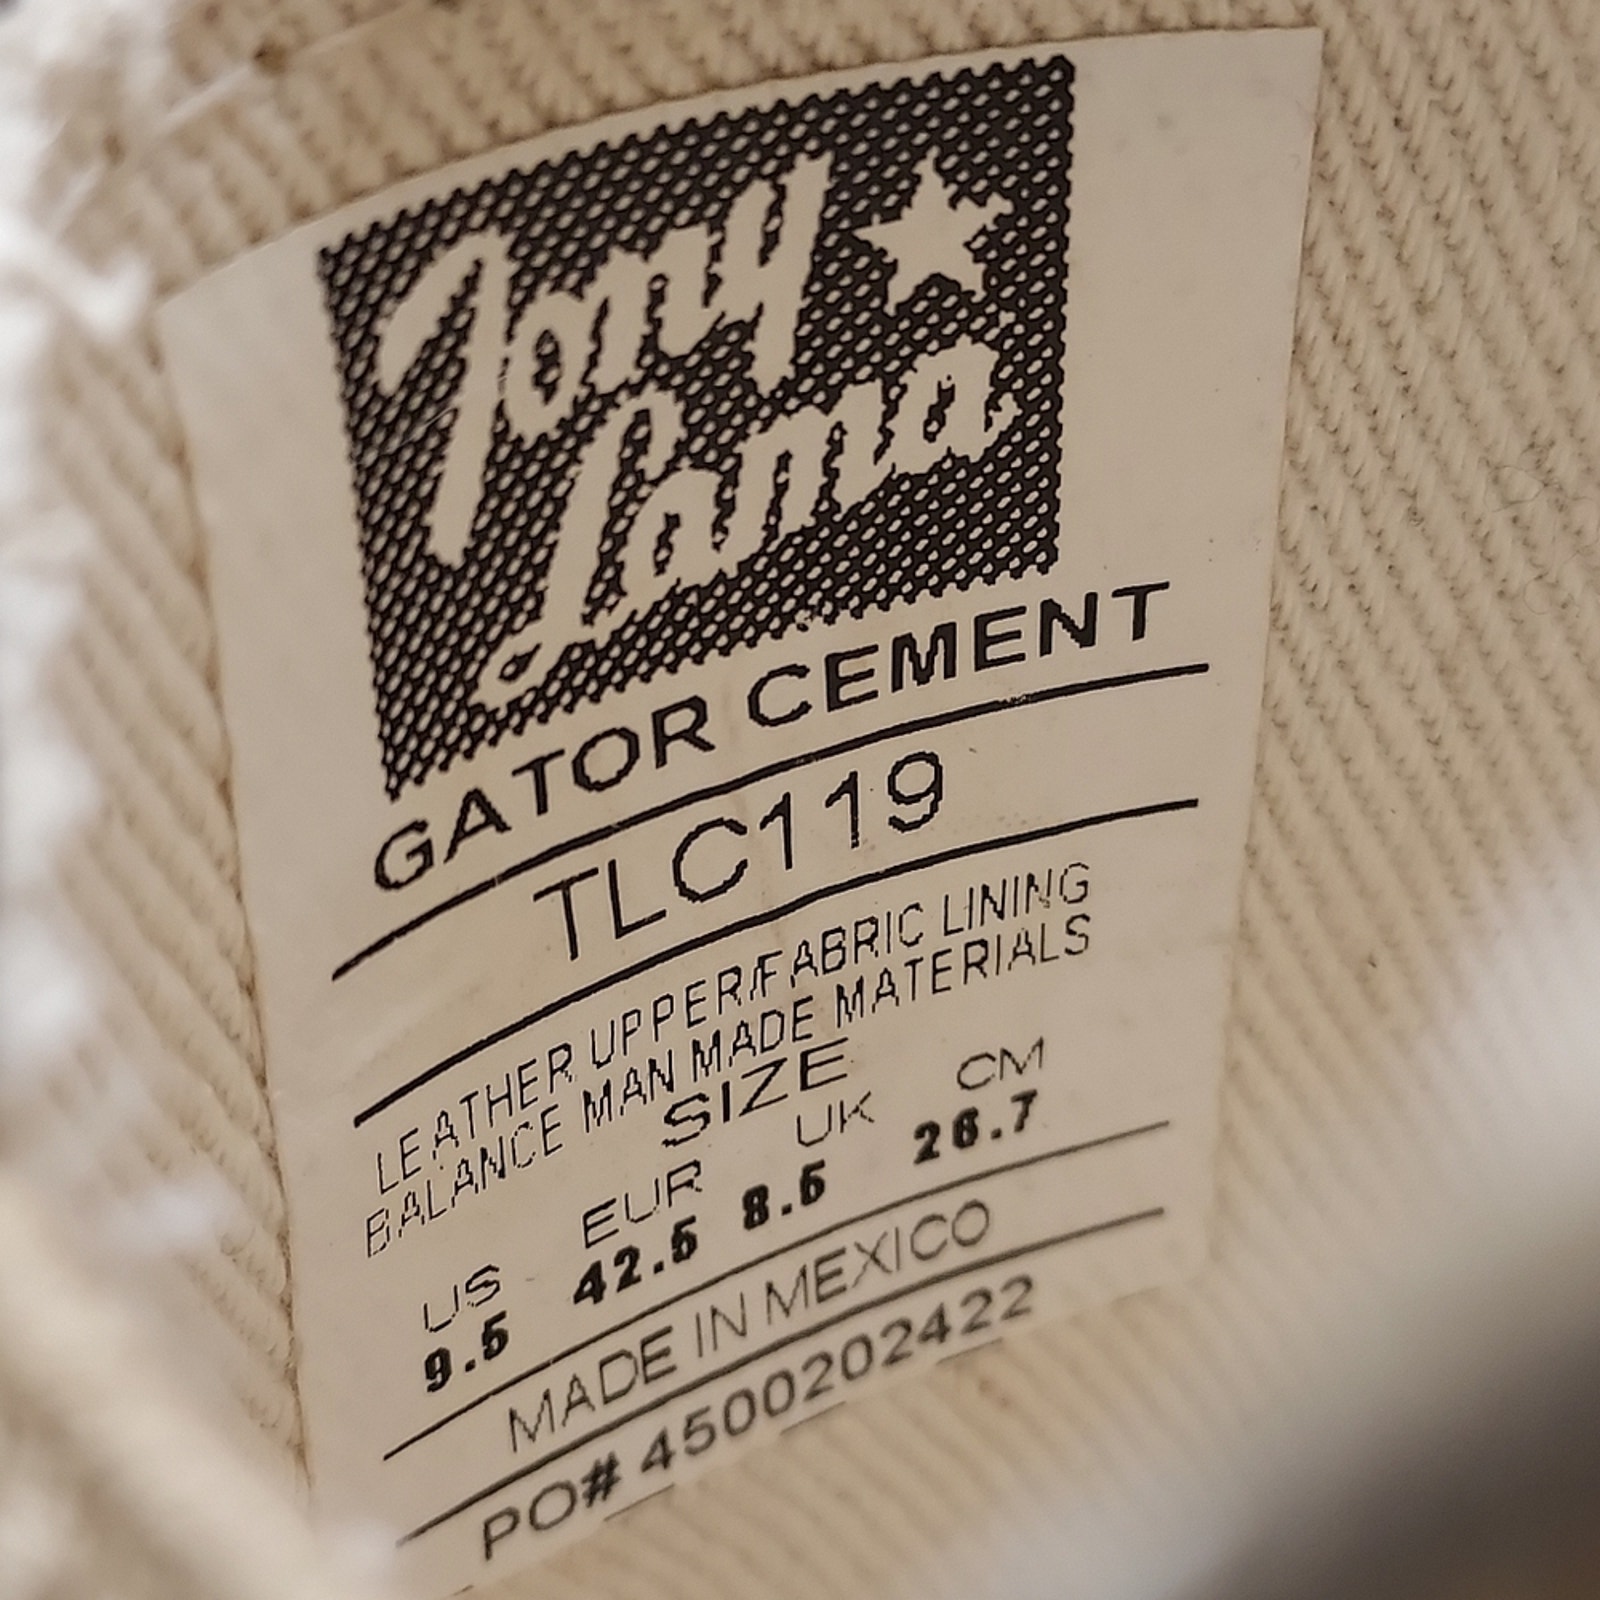 Tony
Lama
GATOR CEMENT
TLC119
LEATHER UPPER/FABRIC LINING
BALANCE MAN MADE MATERIALS
SIZE
US EUR UK CM
9.5 42.5 8.5 26.7
MADE IN MEXICO
PO# 4500202422